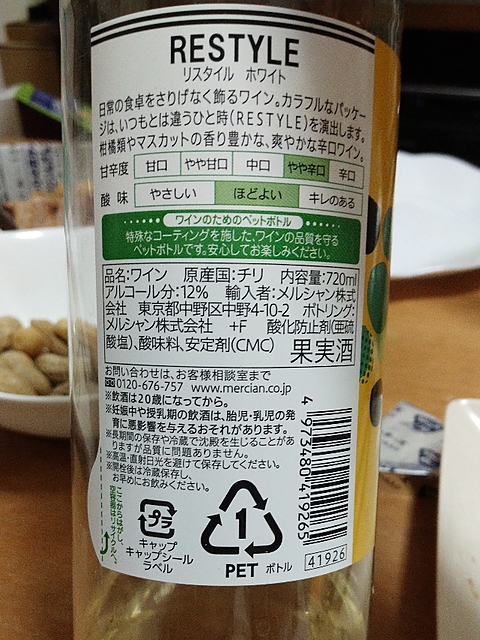 RESTYLE
リスタイル ホワイト
日常の食卓をさりげなく飾るワイン。カラフルなパッケー
ジは、いつもとは違うひと時(RESTYLE)を演出します。
柑橘類やマスカットの香り豊かな、爽やかな辛口ワイン。
甘辛度 甘口 やや甘口 中口 やや辛口 辛口
酸味 やさしい ほどよい キレのある
ワインのためのペットボトル
特殊なコーティングを施した、ワインの品質を守る
ペットボトルです。安心してお楽しみください。
品名:ワイン 原産国:チリ 内容量:720ml
アルコール分:12% 輸入者:メルシャン株式
会社 東京都中野区中野4-10-2 ボトリング:
メルシャン株式会社 +F 酸化防止剤(亜硫
酸塩)、酸味料、安定剤(CMC) 果実酒
お問い合わせは、お客様相談室まで
0120-676-757 www.mercian.co.jp
※飲酒は20歳になってから。
※妊娠中や授乳期の飲酒は、胎児・乳児の発
育に悪影響を与えるおそれがあります。
※長期間の保存や冷蔵で沈殿を生じることがあ
りますが品質に問題ありません。
※高温・直射日光を避けて保存してください。
※開栓後は冷蔵保存し、
お早めにお飲みください。
ここからはがし、
空容器はリサイクルへ。
プラ
キャップ
キャップシール
ラベル
1
PET ボトル
4 973480 419265
41926